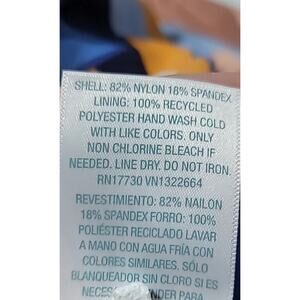 SHELL: 82% NYLON 18% SPANDEX
LINING: 100% RECYCLED
POLYESTER HAND WASH COLD
WITH LIKE COLORS. ONLY
NON CHLORINE BLEACH IF
NEEDED. LINE DRY. DO NOT IRON.
RN17730 VN1322664
REVESTIMIENTO: 82% NAILON
18% SPANDEX FORRO: 100%
POLIÉSTER RECICLADO LAVAR
A MANO CON AGUA FRÍA CON
COLORES SIMILARES. SÓLO
BLANQUEADOR SIN CLORO SI ES
PARA